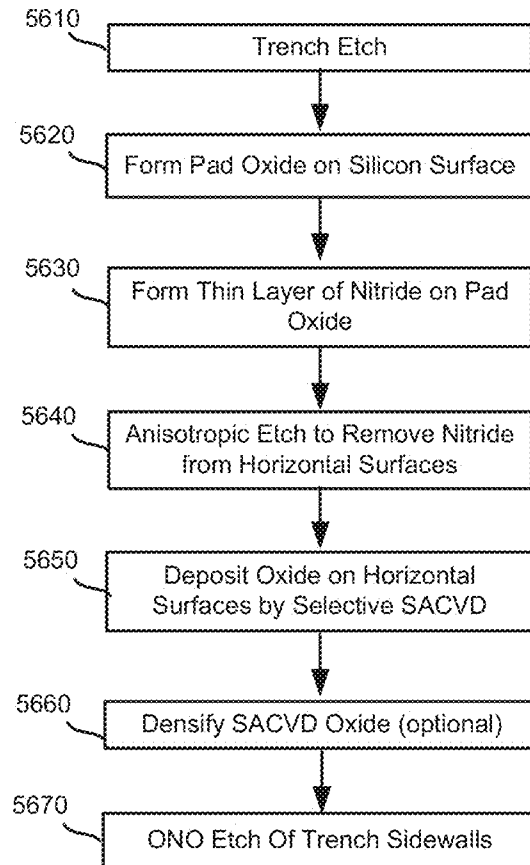 5610
Trench Etch
5620
Form Pad Oxide on Silicon Surface
5630
Form Thin Layer of Nitride on Pad
Oxide
5640
Anisotropic Etch to Remove Nitride
from Horizontal Surfaces
5650
Deposit Oxide on Horizontal
Surfaces by Selective SACVD
5660
Densify SACVD Oxide (optional)
5670
ONO Etch Of Trench Sidewalls